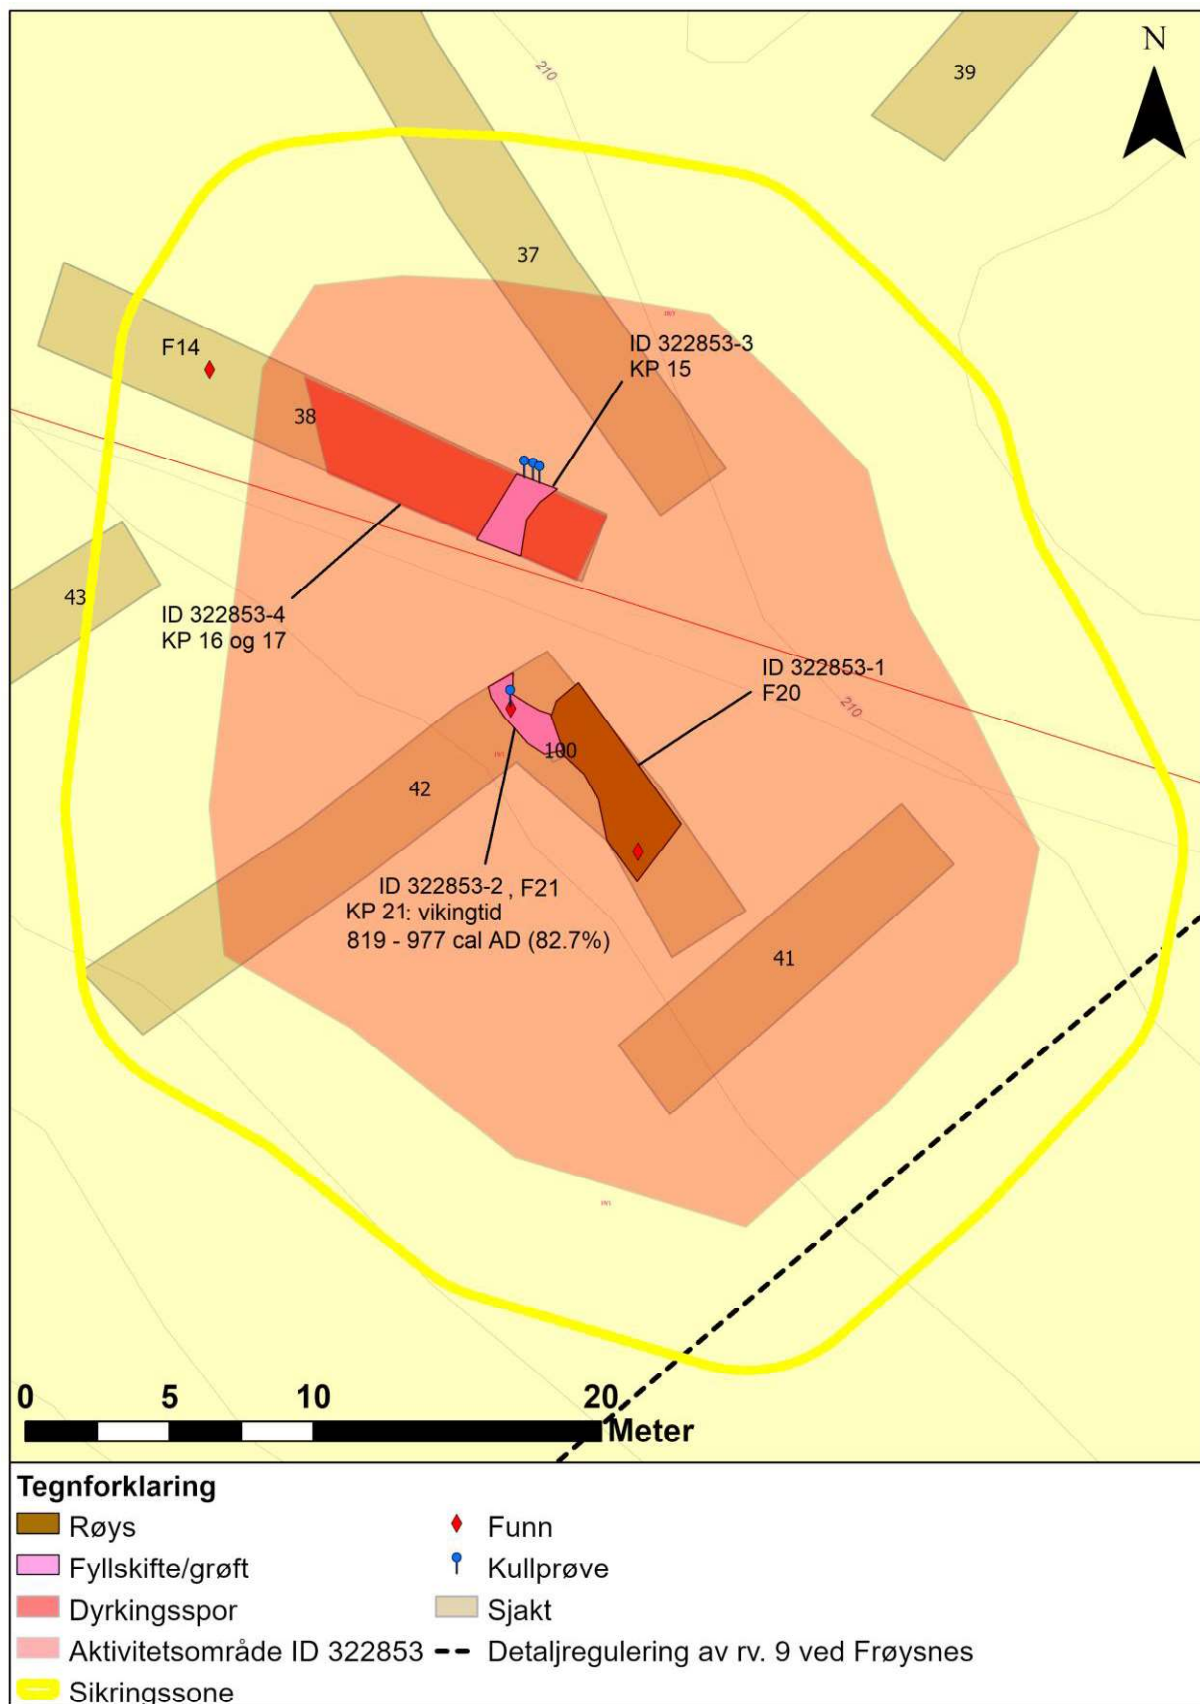 N
210
39
37
ID 322853-3
KP 15
F14
38
43
ID 322853-4
KP 16 og 17
ID 322853-1
F20
210
100
42
ID 322853-2 , F21
KP 21: vikingtid
819 - 977 cal AD (82.7%)
41
0 5 10 20
Meter
Tegnforklaring
Røys
Fyllskifte/grøft
Dyrkingsspor
Aktivitetsområde ID 322853
Sikringssone
Funn
Kullprøve
Sjakt
Detaljregulering av rv. 9 ved Frøysnes